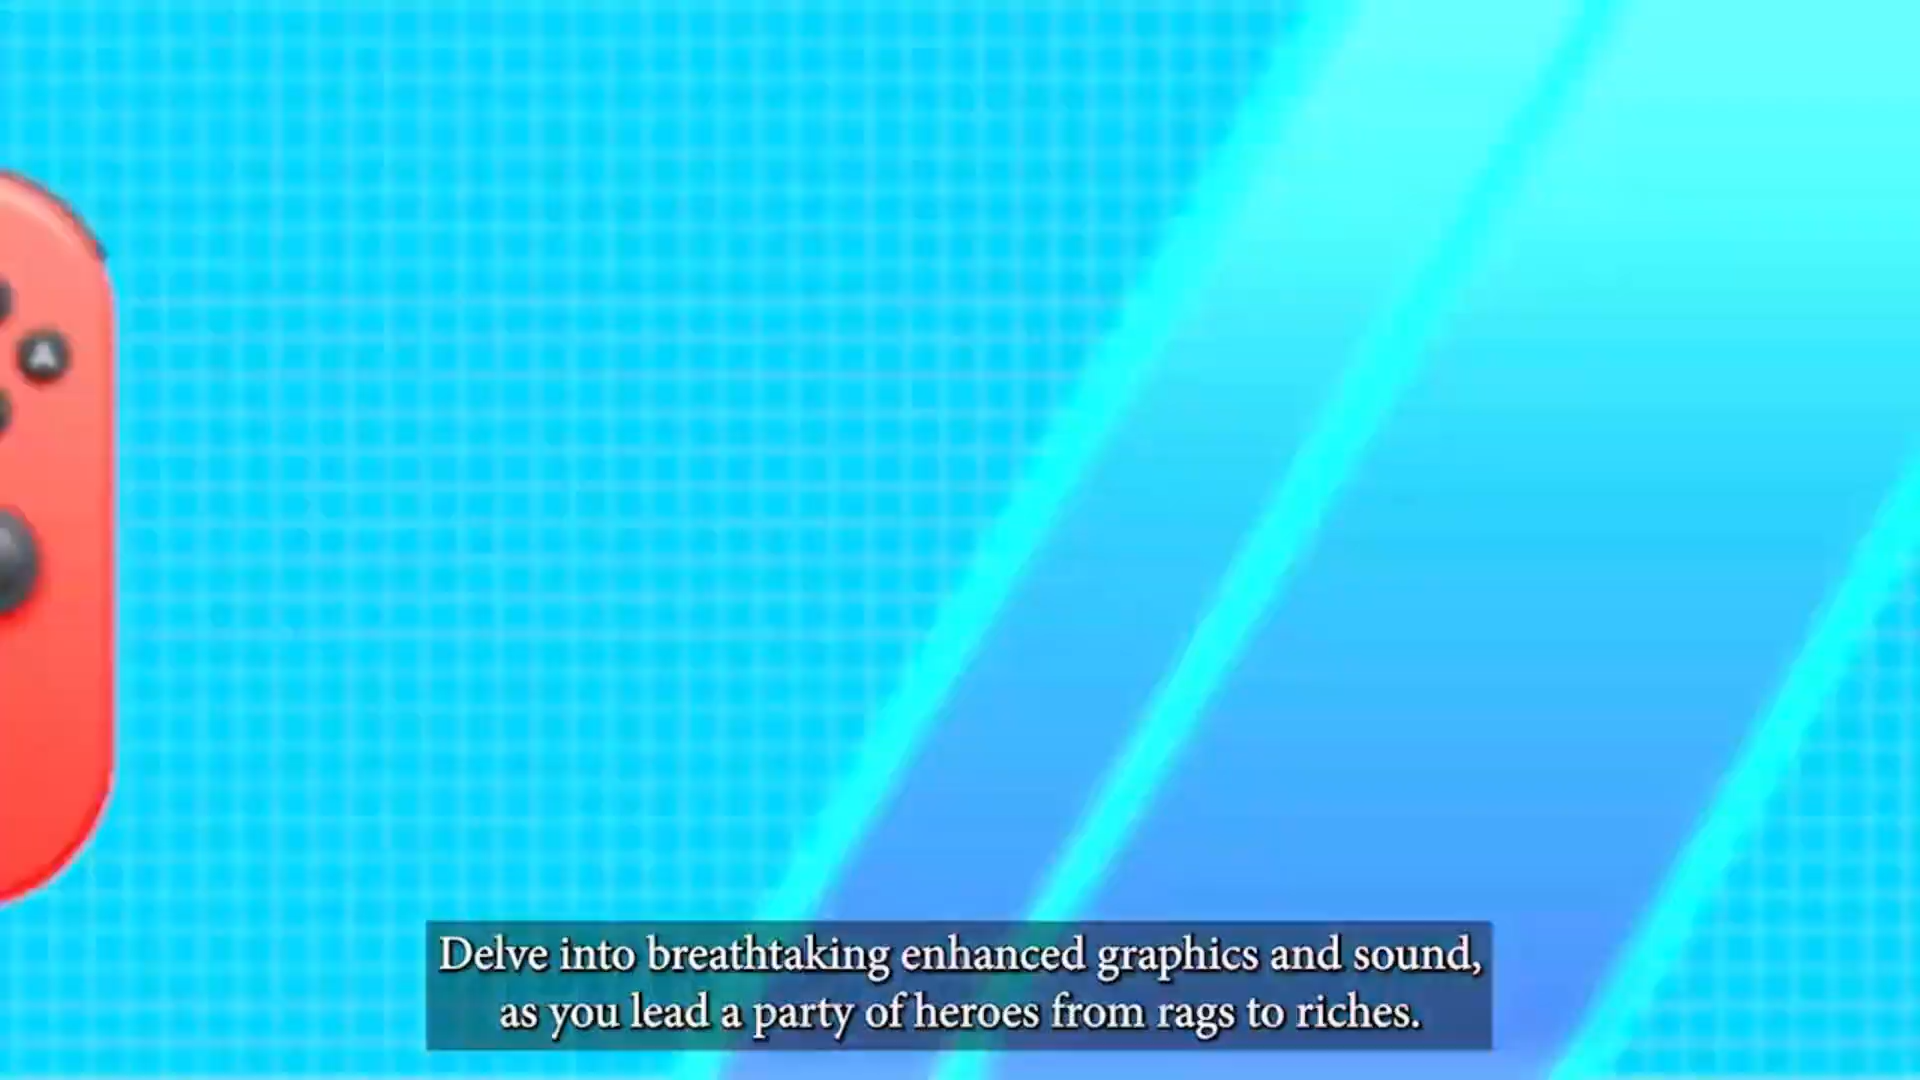 A
Delve into breathtaking enhanced graphics and sound,
as you lead a party of heroes from rags to riches.